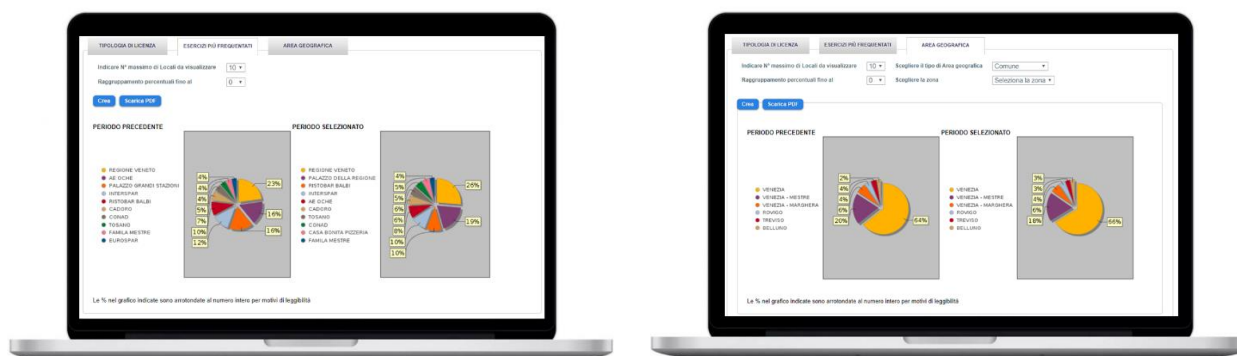 TIPOLOGIA DI LICENZA ESERCIZI PIÙ FREQUENTATI AREA GEOGRAFICA
Indicare N° massimo di Locali da visualizzare 10
Raggruppamento percentuali fino al 0
Crea Scarica PDF
PERIODO PRECEDENTE PERIODO SELEZIONATO
REGIONE VENETO
AE OCHE
PALAZZO GRANDI STAZIONI
INTERSPAR
RISTOBAR BALBI
CADORO
CONAD
TOSANO
FAMILA MESTRE
EUROSPAR
4%
4%
4%
5%
7%
10%
12%
23%
16%
16%
REGIONE VENETO
PALAZZO DELLA REGIONE
RISTOBAR BALBI
INTERSPAR
AE OCHE
CADORO
TOSANO
CONAD
CASA BONITA PIZZERIA
FAMILA MESTRE
4%
5%
5%
6%
6%
8%
10%
10%
26%
19%
Le % nel grafico indicate sono arrotondate al numero intero per motivi di leggibilità
TIPOLOGIA DI LICENZA ESERCIZI PIÙ FREQUENTATI AREA GEOGRAFICA
Indicare N° massimo di Locali da visualizzare 10 Scegliere il tipo di Area geografica Comune
Raggruppamento percentuali fino al 0 Scegliere la zona Seleziona la zona
Crea Scarica PDF
PERIODO PRECEDENTE PERIODO SELEZIONATO
VENEZIA
VENEZIA - MESTRE
VENEZIA - MARGHERA
ROVIGO
TREVISO
BELLUNO
2%
4%
4%
6%
20%
64%
VENEZIA
VENEZIA - MESTRE
VENEZIA - MARGHERA
ROVIGO
TREVISO
BELLUNO
3%
3%
4%
6%
18%
66%
Le % nel grafico indicate sono arrotondate al numero intero per motivi di leggibilità